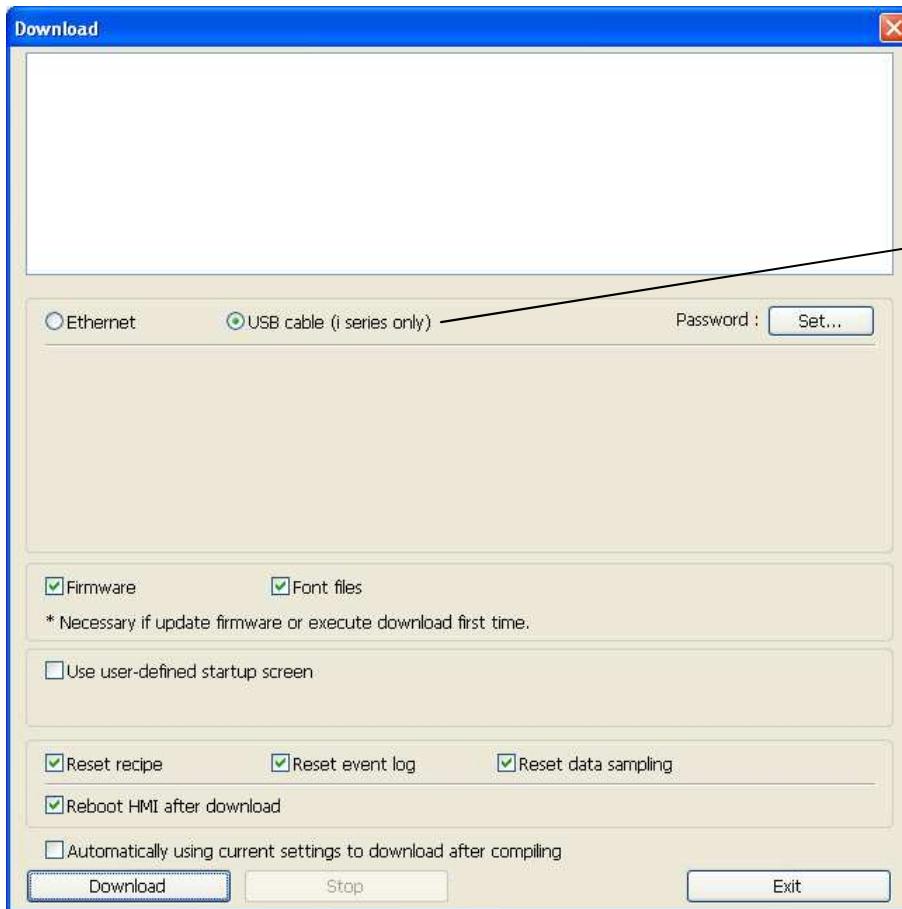 Download
Ethernet USB cable (i series only) Password : Set...
Firmware Font files
* Necessary if update firmware or execute download first time.
Use user-defined startup screen
Reset recipe Reset event log Reset data sampling
Reboot HMI after download
Automatically using current settings to download after compiling
Download Stop Exit